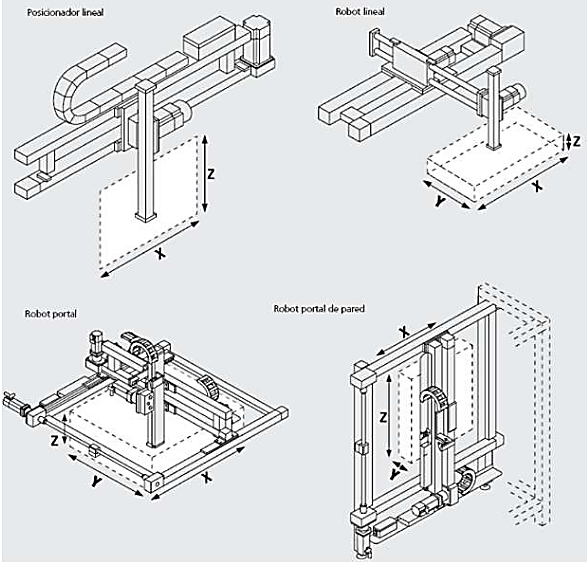 Posicionador lineal
Robot lineal
Z
X
Z
Y
X
Robot portal
Robot portal de pared
Z
Y
X
X
Z
Y